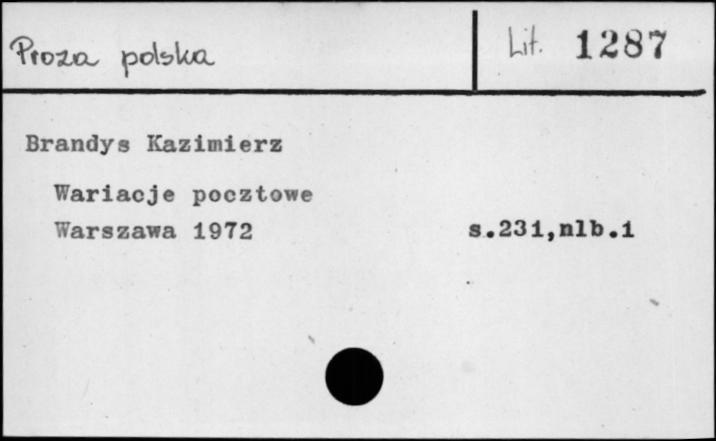 Proza polska
Lit. 1287
Brandys Kazimierz
Wariacje pocztowe
Warszawa 1972 s.231,nlb.1